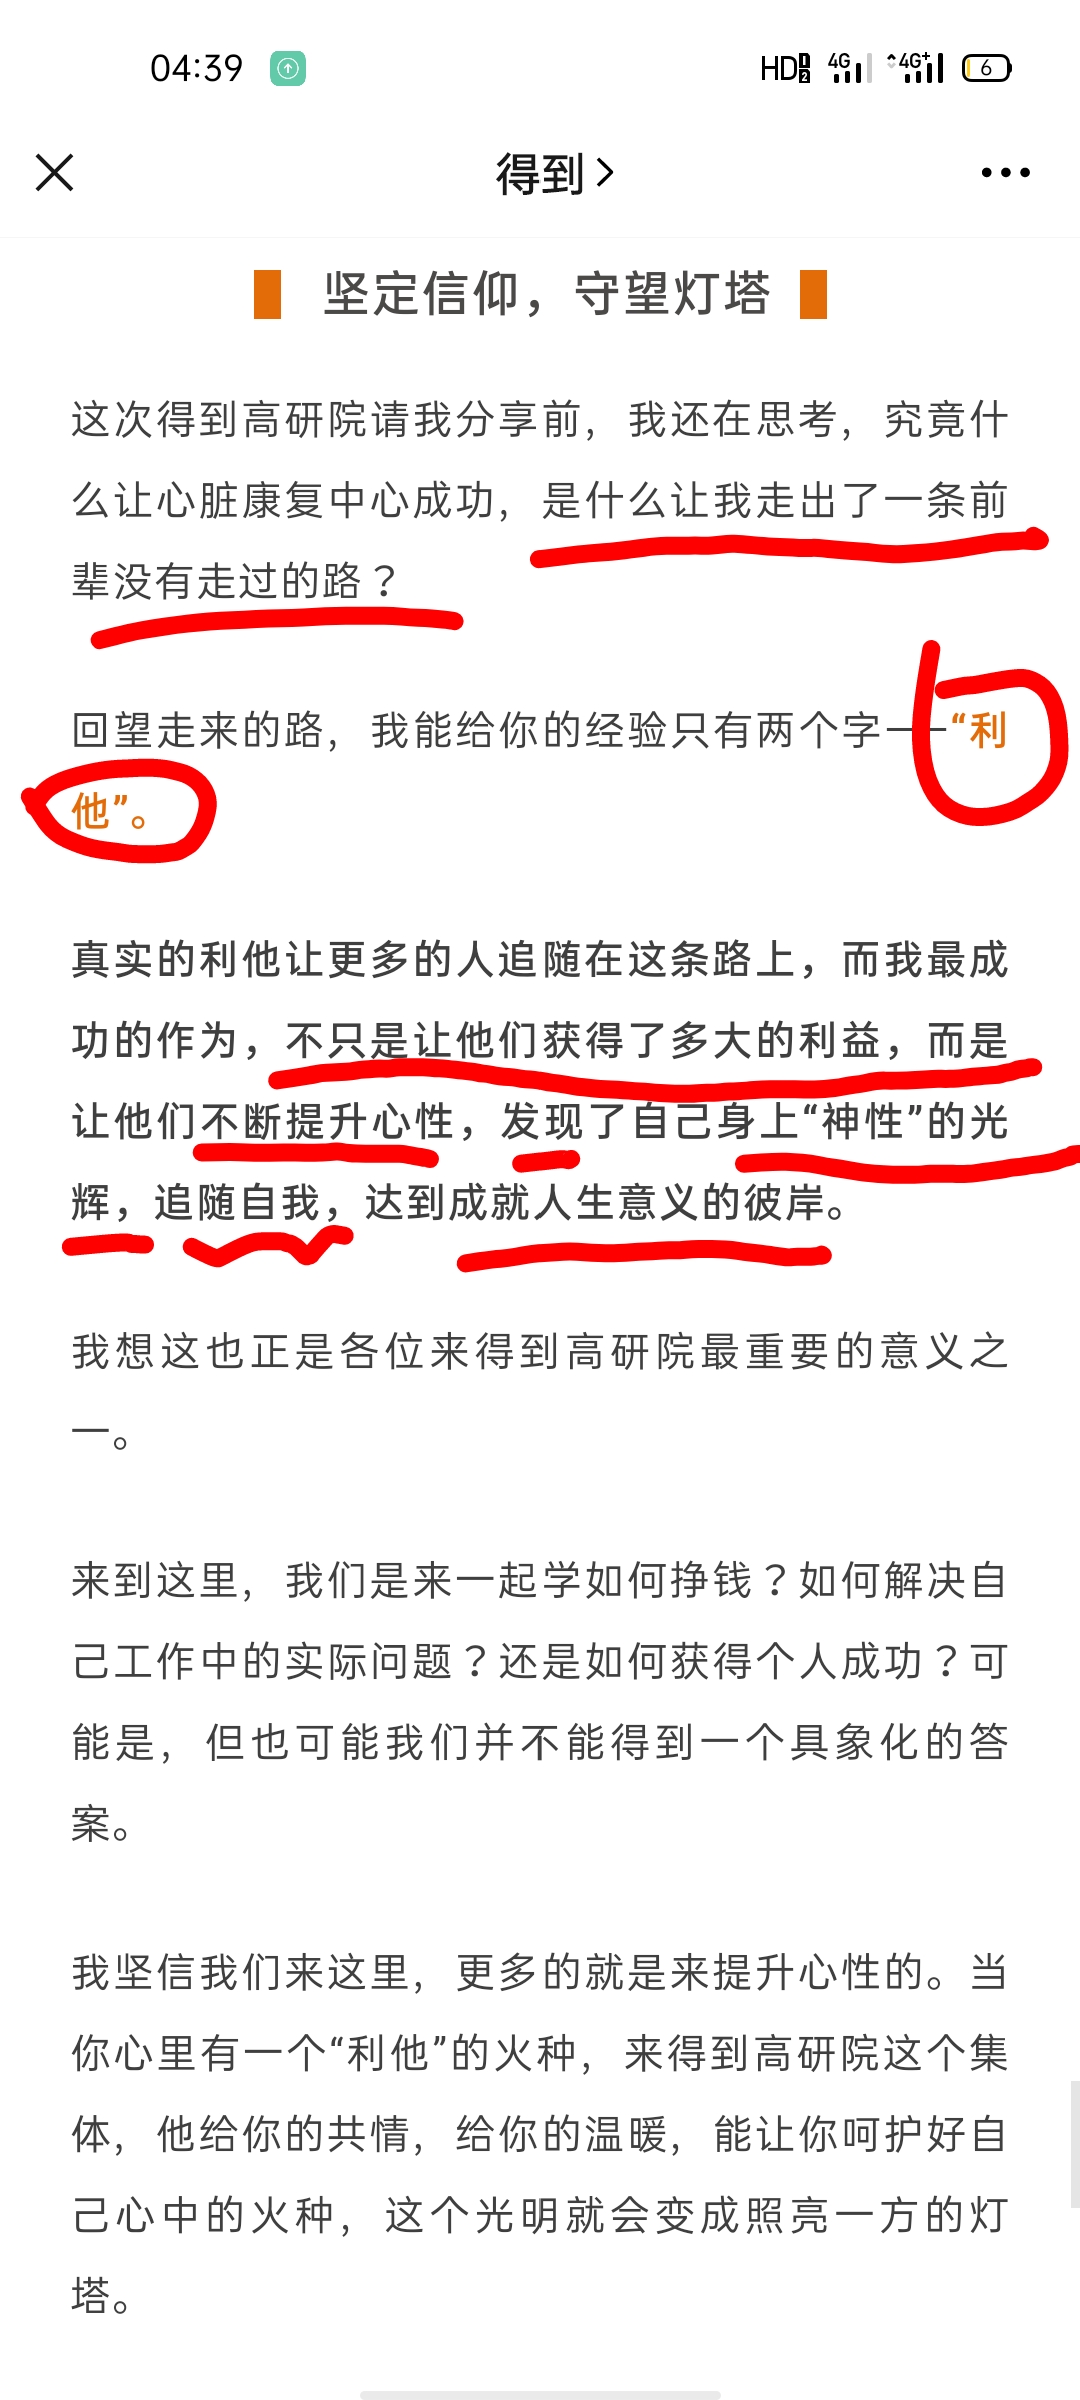 04:39
HD 1 2 4G 4G+ 6
得到
坚定信仰，守望灯塔
这次得到高研院请我分享前，我还在思考，究竟什
么让心脏康复中心成功，是什么让我走出了一条前
辈没有走过的路？
回望走来的路，我能给你的经验只有两个字——“利
他”。
真实的利他让更多的人追随在这条路上，而我最成
功的作为，不只是让他们获得了多大的利益，而是
让他们不断提升心性，发现了自己身上“神性”的光
辉，追随自我，达到成就人生意义的彼岸。
我想这也正是各位来得到高研院最重要的意义之
一。
来到这里，我们是来一起学如何挣钱？如何解决自
己工作中的实际问题？还是如何获得个人成功？可
能是，但也可能我们并不能得到一个具象化的答
案。
我坚信我们来这里，更多的就是来提升心性的。当
你心里有一个“利他”的火种，来得到高研院这个集
体，他给你的共情，给你的温暖，能让你呵护好自
己心中的火种，这个光明就会变成照亮一方的灯
塔。